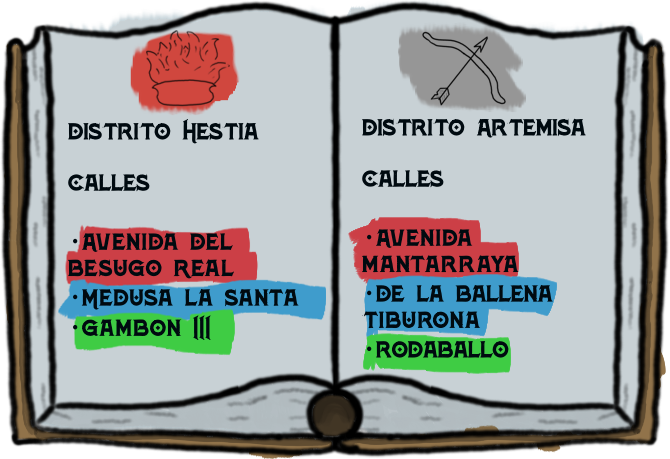 DISTRITO HESTIA
CALLES
·AVENIDA DEL
BESUGO REAL
·MEDUSA LA SANTA
·GAMBON III
DISTRITO ARTEMISA
CALLES
·AVENIDA
MANTARRAYA
·DE LA BALLENA
TIBURONA
·RODABALLO